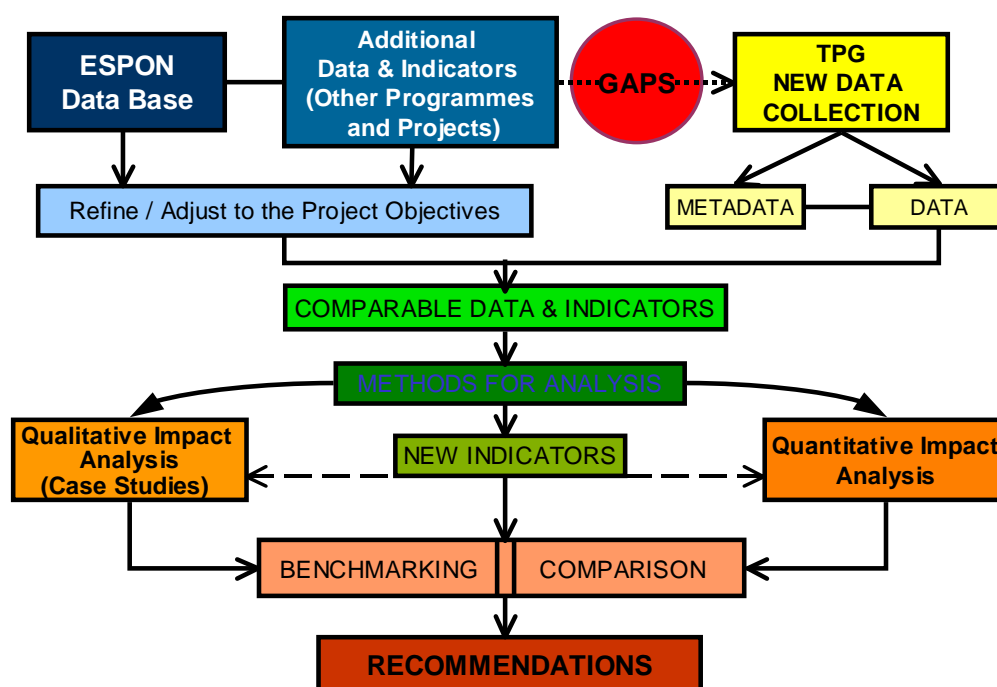 ESPON
Data Base
Additional
Data & Indicators
(Other Programmes
and Projects)
GAPS
TPG
NEW DATA
COLLECTION
Refine / Adjust to the Project Objectives
METADATA
DATA
COMPARABLE DATA & INDICATORS
METHODS FOR ANALYSIS
Qualitative Impact
Analysis
(Case Studies)
NEW INDICATORS
Quantitative Impact
Analysis
BENCHMARKING
COMPARISON
RECOMMENDATIONS